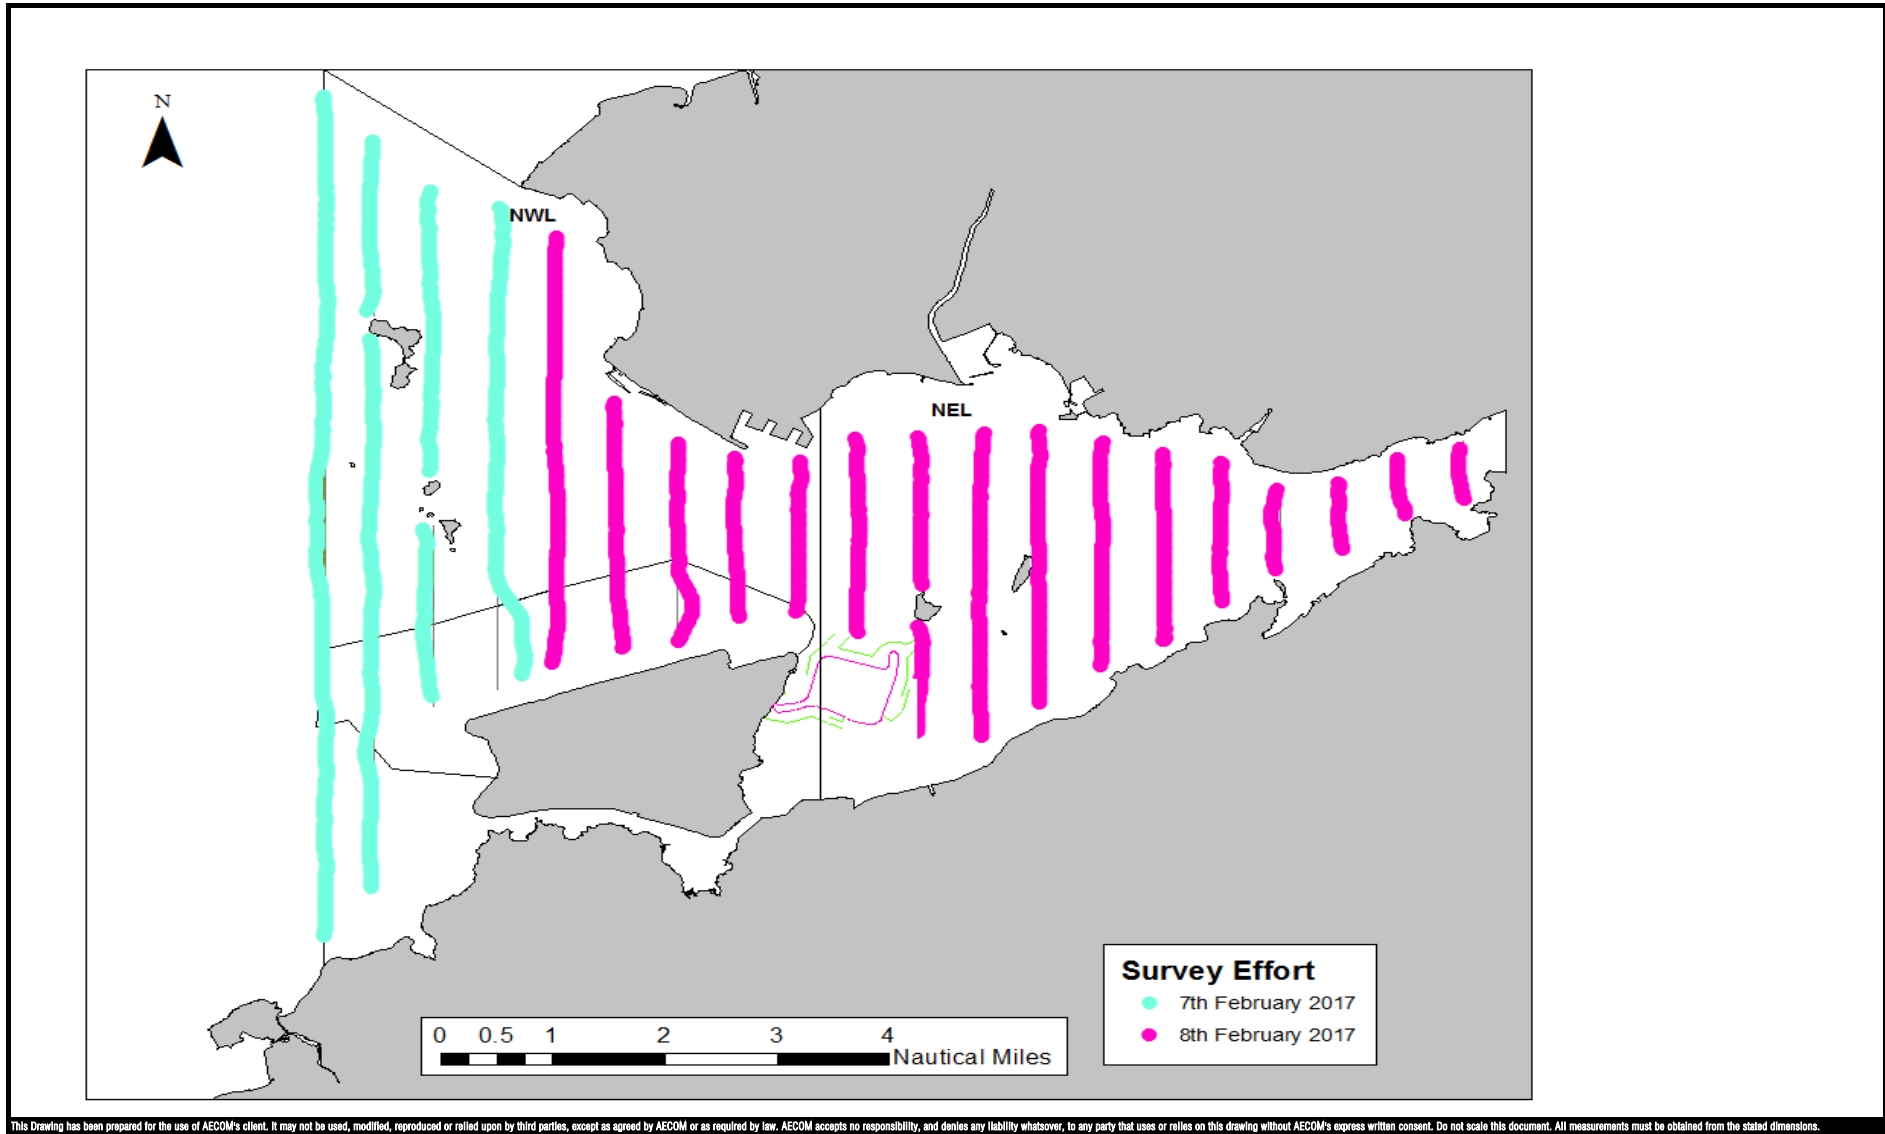 N
NWL
NEL
Survey Effort
7th February 2017
8th February 2017
0 0.5 1 2 3 4
Nautical Miles
This Drawing has been prepared for the use of AECOM's client. It may not be used, modified, reproduced or relied upon by third parties, except as agreed by AECOM or as required by law. AECOM accepts no responsibility, and denies any liability whatsoever, to any party that uses or relies on this drawing without AECOM's express written consent. Do not scale this document. All measurements must be obtained from the stated dimensions.